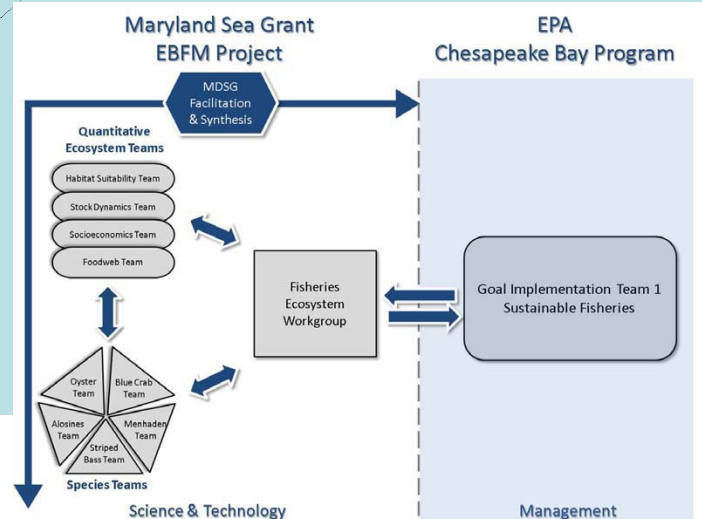 Maryland Sea Grant
EBFM Project
EPA
Chesapeake Bay Program
MDSG
Facilitation
& Synthesis
Quantitative
Ecosystem Teams
Habitat Suitability Team
Stock Dynamics Team
Socioeconomics Team
Foodweb Team
Fisheries
Ecosystem
Workgroup
Goal Implementation Team 1
Sustainable Fisheries
Oyster
Team
Blue Crab
Team
Alosines
Team
Menhaden
Team
Striped
Bass Team
Species Teams
Science & Technology
Management